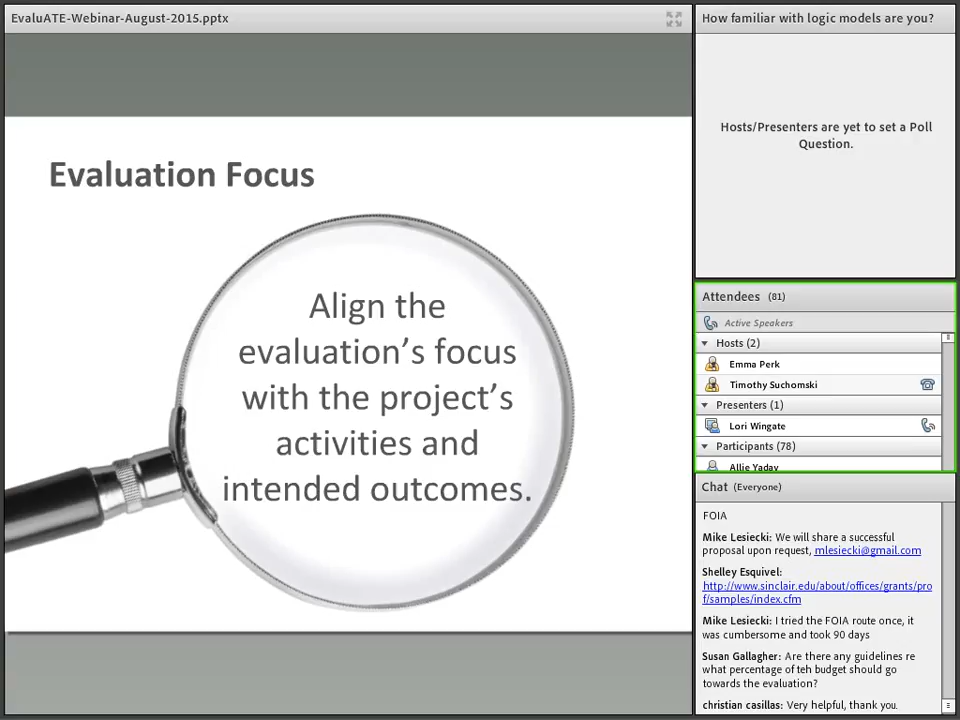 EvaluATE-Webinar-August-2015.pptx
Evaluation Focus
Align the
evaluation’s focus
with the project’s
activities and
intended outcomes.
How familiar with logic models are you?
Hosts/Presenters are yet to set a Poll
Question.
Attendees (81)
Active Speakers
Hosts (2)
Emma Perk
Timothy Suchomski
Presenters (1)
Lori Wingate
Participants (78)
Allie Yaday
Chat (Everyone)
FOIA
Mike Lesiecki: We will share a successful
proposal upon request, mlesiecki@gmail.com
Shelley Esquivel:
http://www.sinclair.edu/about/offices/grants/pro
f/samples/index.cfm
Mike Lesiecki: I tried the FOIA route once, it
was cumbersome and took 90 days
Susan Gallagher: Are there any guidelines re
what percentage of teh budget should go
towards the evaluation?
christian casillas: Very helpful, thank you.